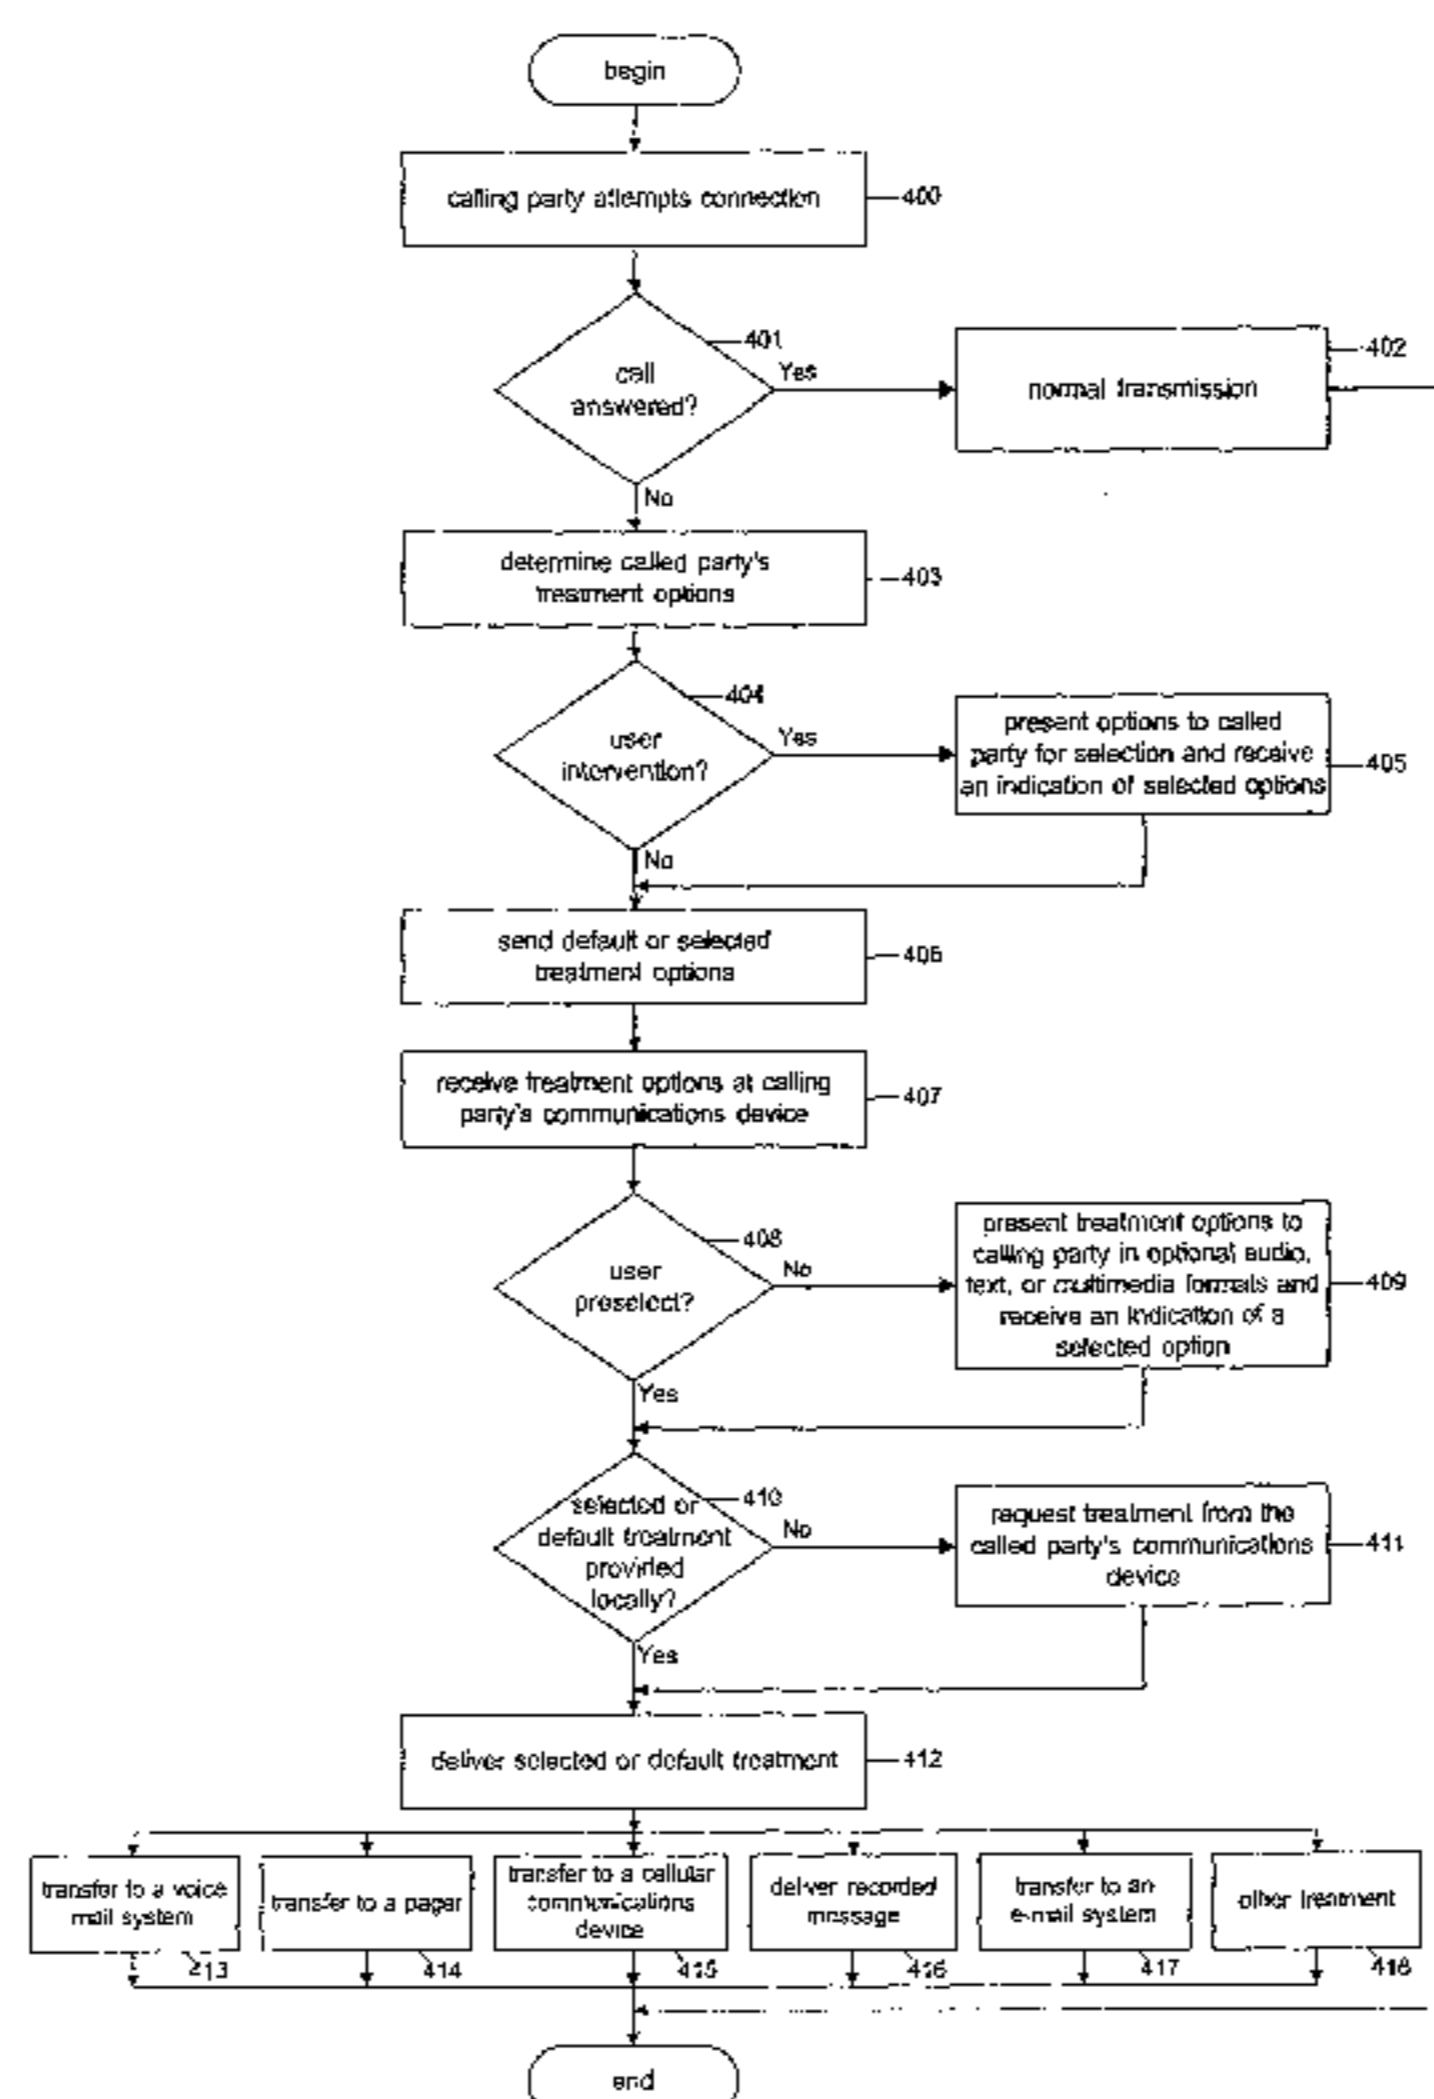 begin
calling party attempts connection
400
401
call
answered?
Yes
normal transmission
402
No
determine called party's
treatment options
403
404
user
intervention?
Yes
present options to called
party for selection and receive
an indication of selected options
405
No
send default or selected
treatment options
406
receive treatment options at calling
party's communications device
407
408
user
preselect?
No
present treatment options to
calling party in optional audio,
text, or multimedia formats and
receive an indication of a
selected option
409
Yes
410
selected or
default treatment
provided
locally?
No
request treatment from the
called party's communications
device
411
Yes
deliver selected or default treatment
412
transfer to a voice
mail system
transfer to a pager
414
transfer to a cellular
communications
device
415
deliver recorded
message
416
transfer to an
e-mail system
417
other treatment
418
end